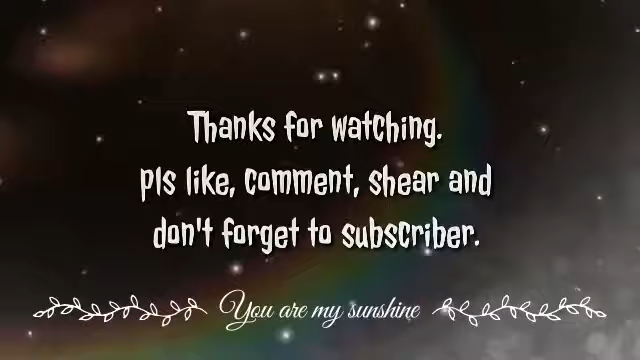 Thanks for watching.
pls like, comment, shear and
don't forget to subscriber.
You are my sunshine